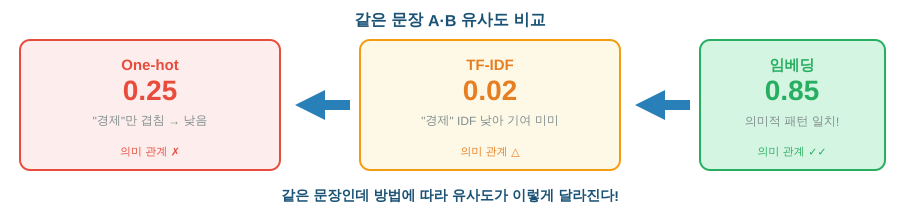 같은 문장 A·B 유사도 비교
One-hot
0.25
"경제"만 겹침 → 낮음
의미 관계 ✗
TF-IDF
0.02
"경제" IDF 낮아 기여 미미
의미 관계 △
임베딩
0.85
의미적 패턴 일치!
의미 관계 ✓✓
같은 문장인데 방법에 따라 유사도가 이렇게 달라진다!